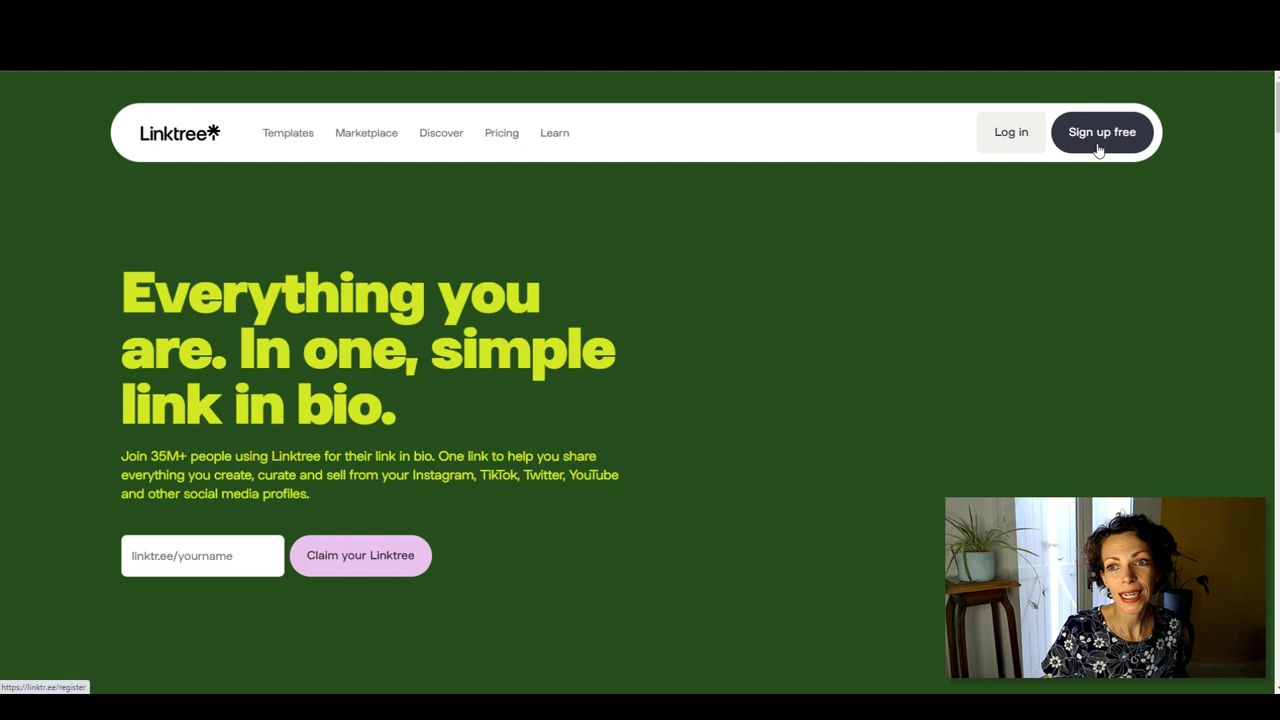 Linktree
Templates
Marketplace
Discover
Pricing
Learn
Log in
Sign up free
Everything you
are. In one, simple
link in bio.
Join 35M+ people using Linktree for their link in bio. One link to help you share
everything you create, curate and sell from your Instagram, TikTok, Twitter, YouTube
and other social media profiles.
linktr.ee/yourname
Claim your Linktree
https://linktr.ee/register